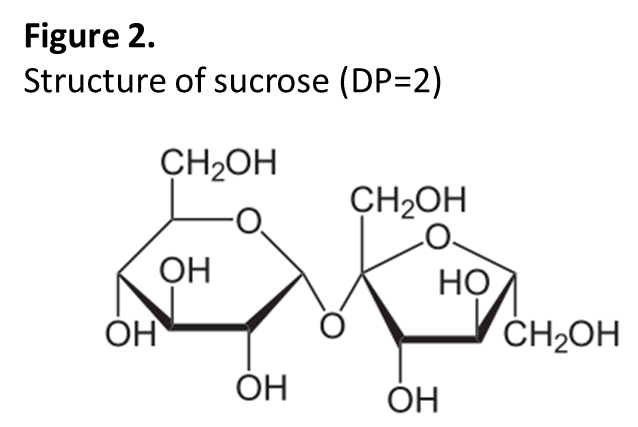 Figure 2.
Structure of sucrose (DP=2)
CH₂OH
CH₂OH
O
O
OH
HO
OH
O
CH₂OH
OH
OH